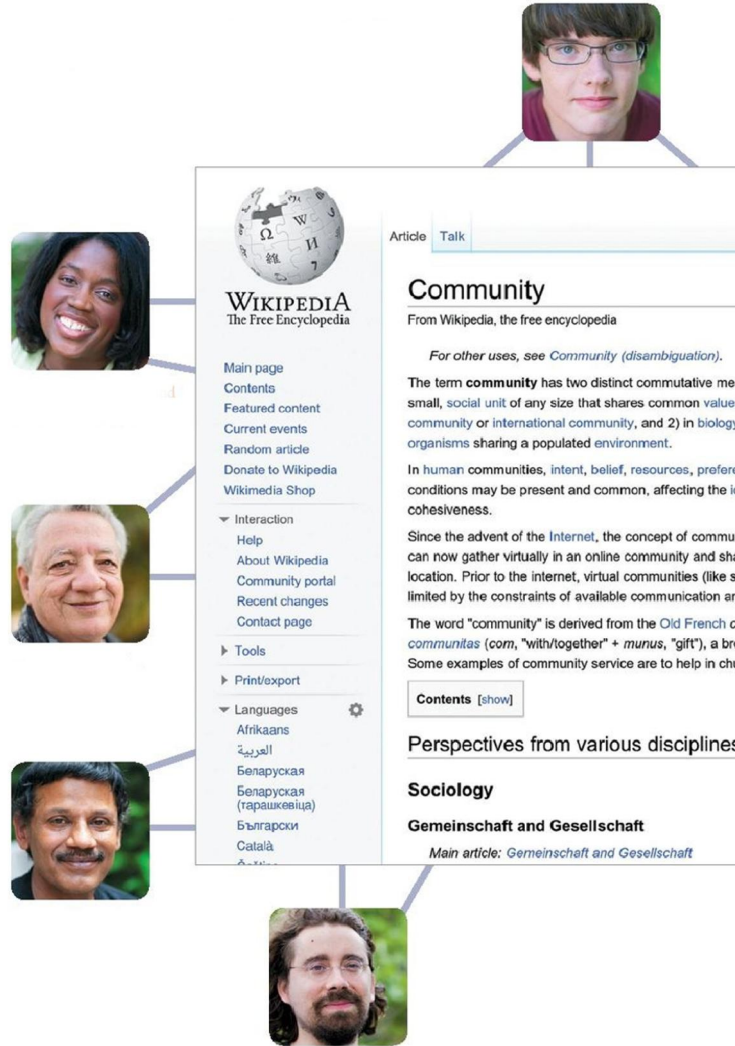 WIKIPEDIA
The Free Encyclopedia
Main page
Contents
Featured content
Current events
Random article
Donate to Wikipedia
Wikimedia Shop
Interaction
Help
About Wikipedia
Community portal
Recent changes
Contact page
Tools
Print/export
Languages
Afrikaans
العربية
Беларуская
Беларуская
(тарашкевіца)
Български
Català
Article Talk
Community
From Wikipedia, the free encyclopedia
For other uses, see Community (disambiguation).
The term community has two distinct commutative me
small, social unit of any size that shares common value
community or international community, and 2) in biology
organisms sharing a populated environment.
In human communities, intent, belief, resources, prefere
conditions may be present and common, affecting the i
cohesiveness.
Since the advent of the Internet, the concept of commu
can now gather virtually in an online community and sha
location. Prior to the internet, virtual communities (like s
limited by the constraints of available communication a
The word "community" is derived from the Old French
communitas (com, "with/together" + munus, "gift"), a br
Some examples of community service are to help in chu
Contents [show]
Perspectives from various disciplines
Sociology
Gemeinschaft and Gesellschaft
Main article: Gemeinschaft and Gesellschaft